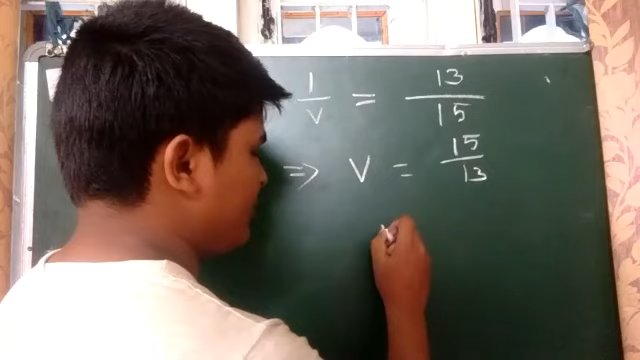 1/V = 13/15
⇒ V = 15/13